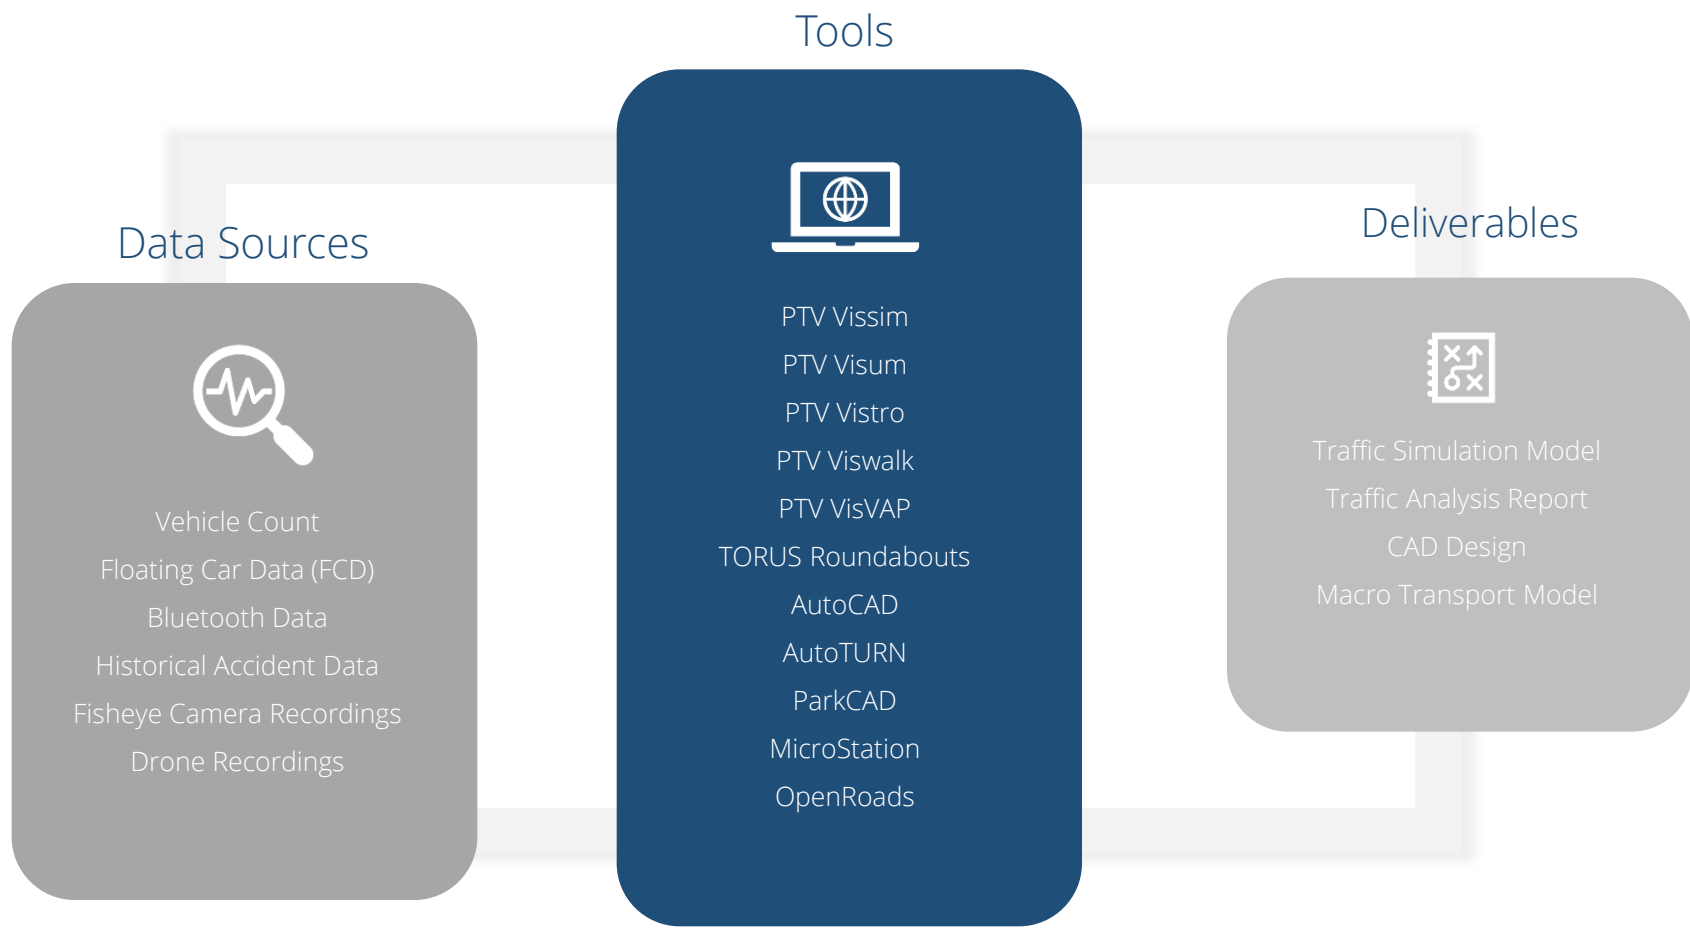 Tools
Data Sources
Vehicle Count
Floating Car Data (FCD)
Bluetooth Data
Historical Accident Data
Fisheye Camera Recordings
Drone Recordings
PTV Vissim
PTV Visum
PTV Vistro
PTV Viswalk
PTV VisVAP
TORUS Roundabouts
AutoCAD
AutoTURN
ParkCAD
MicroStation
OpenRoads
Deliverables
Traffic Simulation Model
Traffic Analysis Report
CAD Design
Macro Transport Model